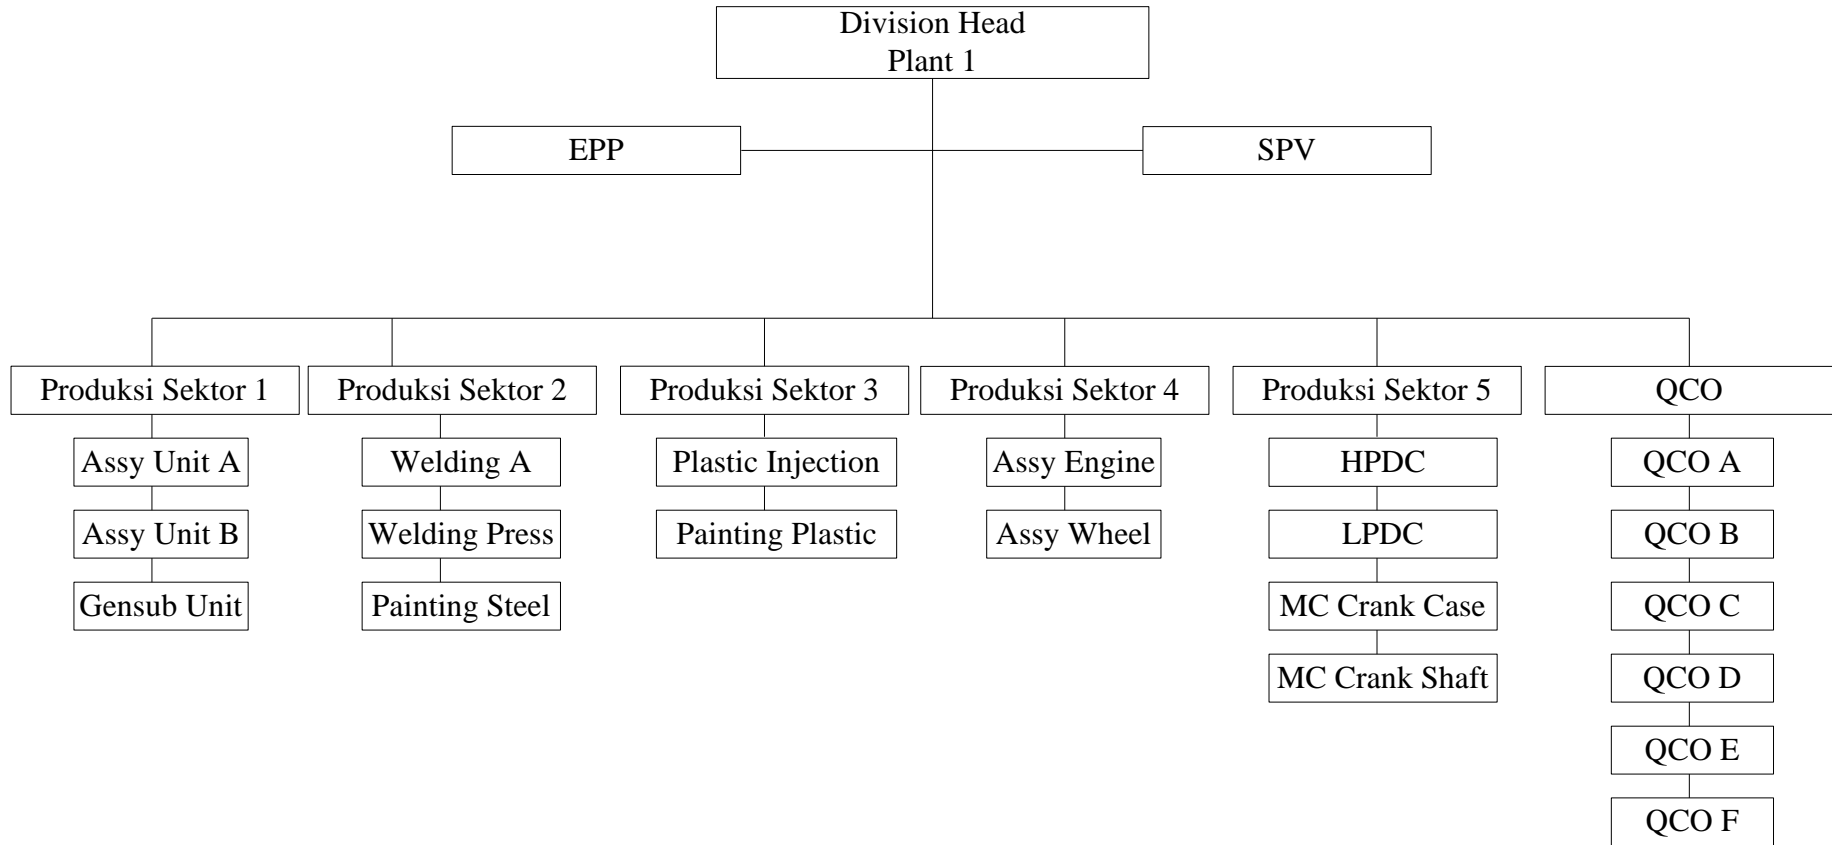 Division Head
Plant 1
EPP
SPV
Produksi Sektor 1
Produksi Sektor 2
Produksi Sektor 3
Produksi Sektor 4
Produksi Sektor 5
QCO
Assy Unit A
Welding A
Plastic Injection
Assy Engine
HPDC
QCO A
Assy Unit B
Welding Press
Painting Plastic
Assy Wheel
LPDC
QCO B
Gensub Unit
Painting Steel
MC Crank Case
QCO C
MC Crank Shaft
QCO D
QCO E
QCO F